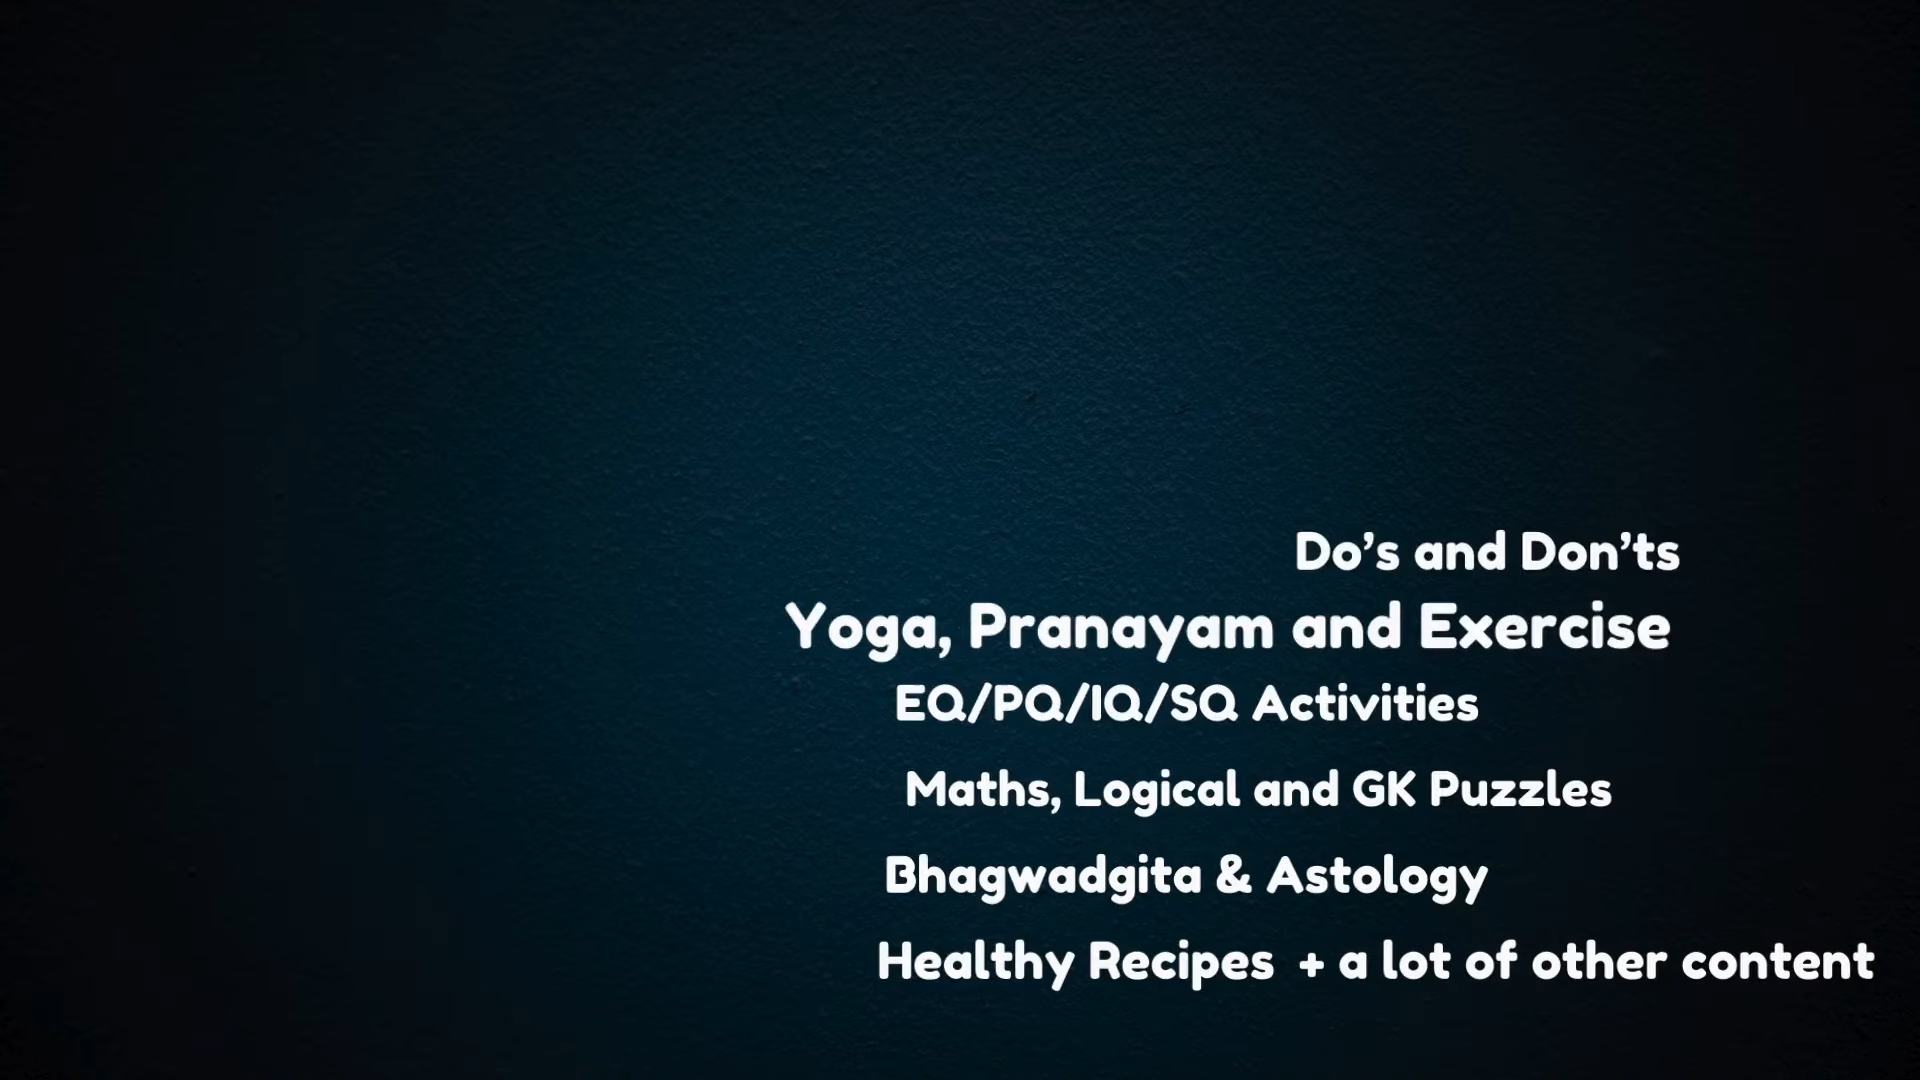 Do’s and Don’ts
Yoga, Pranayam and Exercise
EQ/PQ/IQ/SQ Activities
Maths, Logical and GK Puzzles
Bhagwadgita & Astology
Healthy Recipes + a lot of other content